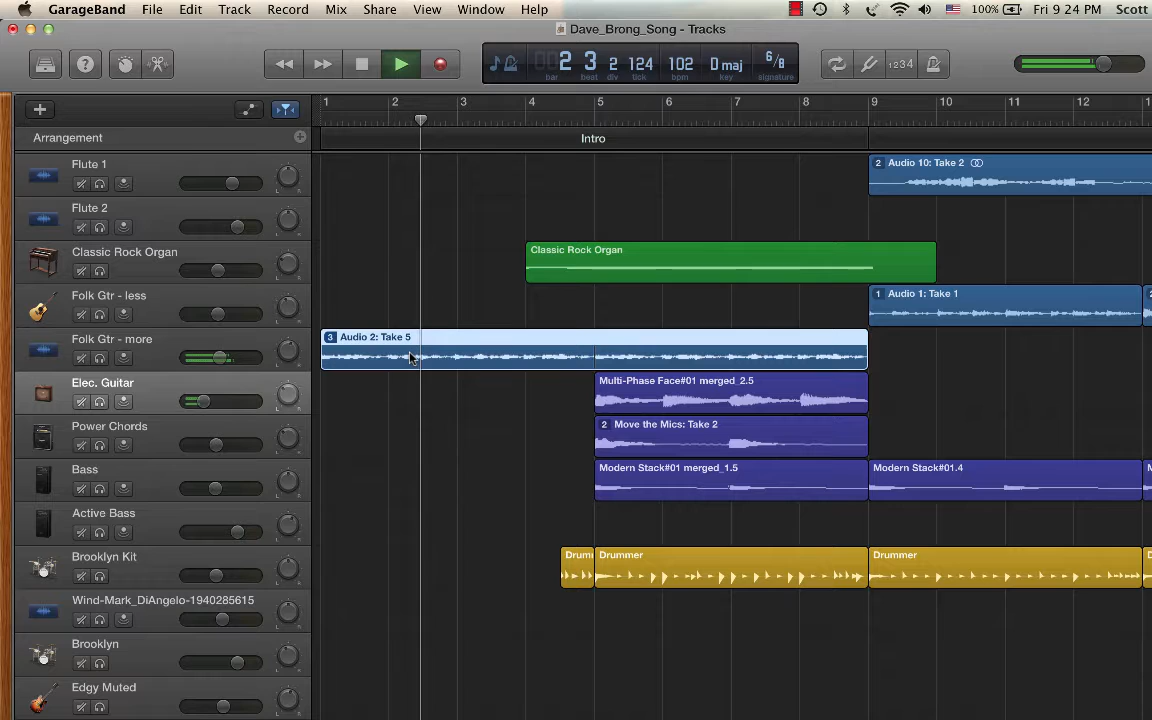 GarageBand File Edit Track Record Mix Share View Window Help 100% Fri 9:24 PM Scott
Dave_Brong_Song - Tracks
1234
2 3 2 124 102 D maj 6/8
bar beat div tick bpm key signature
1 2 3 4 5 6 7 8 9 10 11 12 1
Arrangement
Intro
Flute 1
2 Audio 10: Take 2
Flute 2
Classic Rock Organ
Classic Rock Organ
Folk Gtr - less
1 Audio 1: Take 1
2
Folk Gtr - more
3 Audio 2: Take 5
Elec. Guitar
Multi-Phase Face#01 merged_2.5
Power Chords
2 Move the Mics: Take 2
Bass
Modern Stack#01 merged_1.5
Modern Stack#01.4
M
Active Bass
Brooklyn Kit
Drum
Drummer
Drummer
D
Wind-Mark_DiAngelo-1940285615
Brooklyn
Edgy Muted